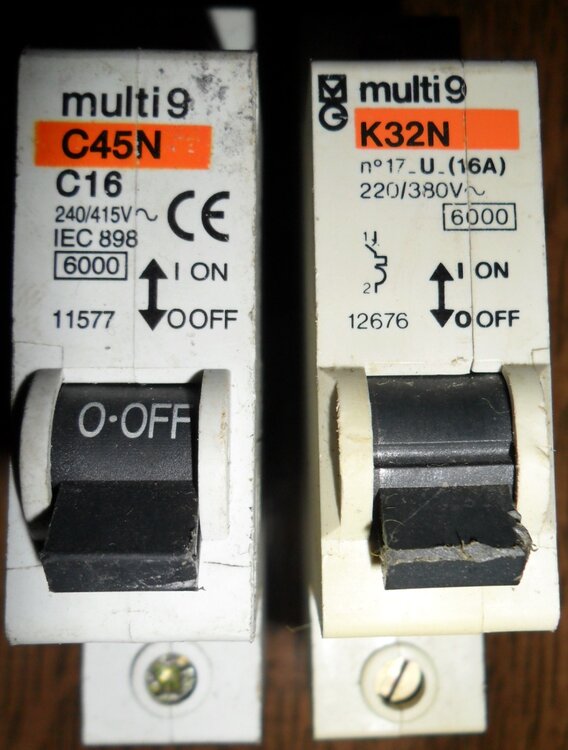 multi 9
C45N
C16
240/415V~
IEC 898
6000
CE
I ON
11577
O OFF
O·OFF
multi 9
K32N
n° 17_U_(16A)
220/380V~
6000
1
2
I ON
12676
O OFF